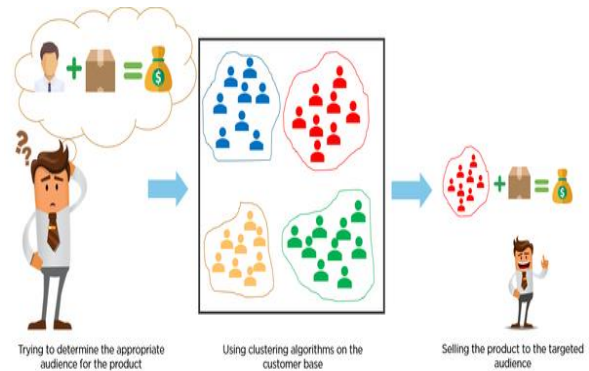 ??
$
$
Trying to determine the appropriate
audience for the product
Using clustering algorithms on the
customer base
Selling the product to the targeted
audience